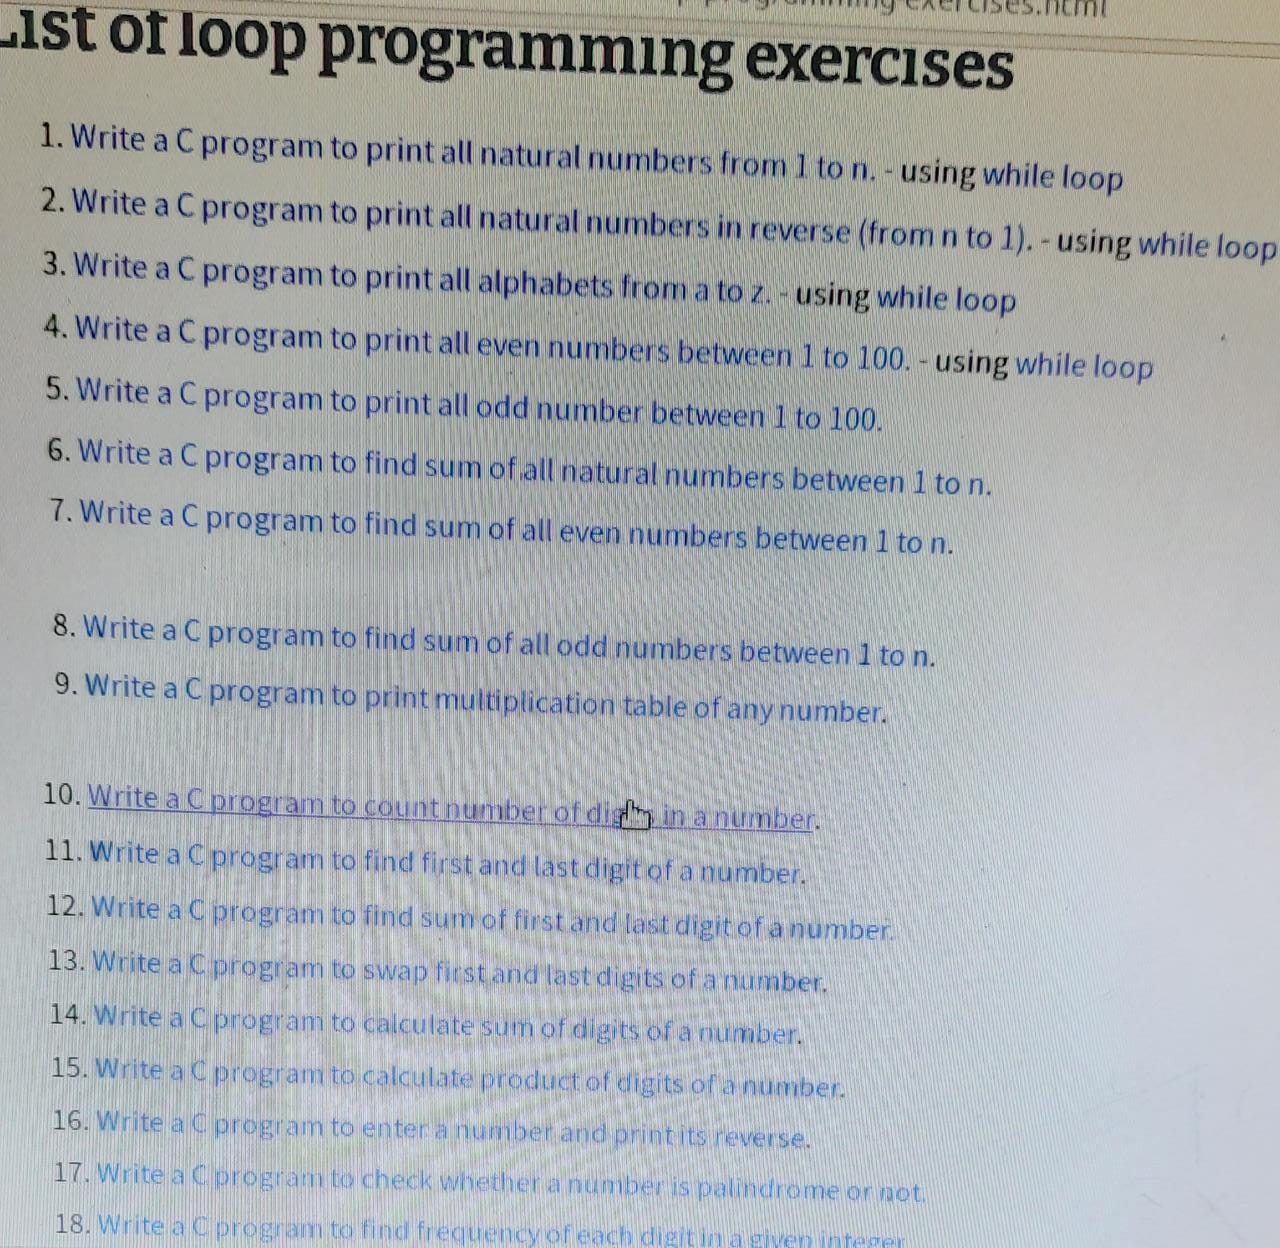 exercises.html
List of loop programming exercises
1. Write a C program to print all natural numbers from 1 to n. - using while loop
2. Write a C program to print all natural numbers in reverse (from n to 1). - using while loop
3. Write a C program to print all alphabets from a to z. - using while loop
4. Write a C program to print all even numbers between 1 to 100. - using while loop
5. Write a C program to print all odd number between 1 to 100.
6. Write a C program to find sum of all natural numbers between 1 to n.
7. Write a C program to find sum of all even numbers between 1 to n.
8. Write a C program to find sum of all odd numbers between 1 to n.
9. Write a C program to print multiplication table of any number.
10. Write a C program to count number of digits in a number.
11. Write a C program to find first and last digit of a number.
12. Write a C program to find sum of first and last digit of a number.
13. Write a C program to swap first and last digits of a number.
14. Write a C program to calculate sum of digits of a number.
15. Write a C program to calculate product of digits of a number.
16. Write a C program to enter a number and print its reverse.
17. Write a C program to check whether a number is palindrome or not.
18. Write a C program to find frequency of each digit in a given integer